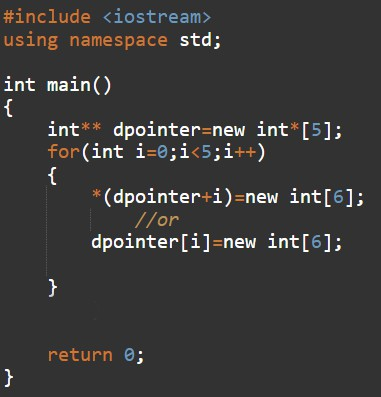 #include <iostream>
using namespace std;
int main()
{
int** dpointer=new int*[5];
for(int i=0;i<5;i++)
{
*(dpointer+i)=new int[6];
//or
dpointer[i]=new int[6];
}
return 0;
}